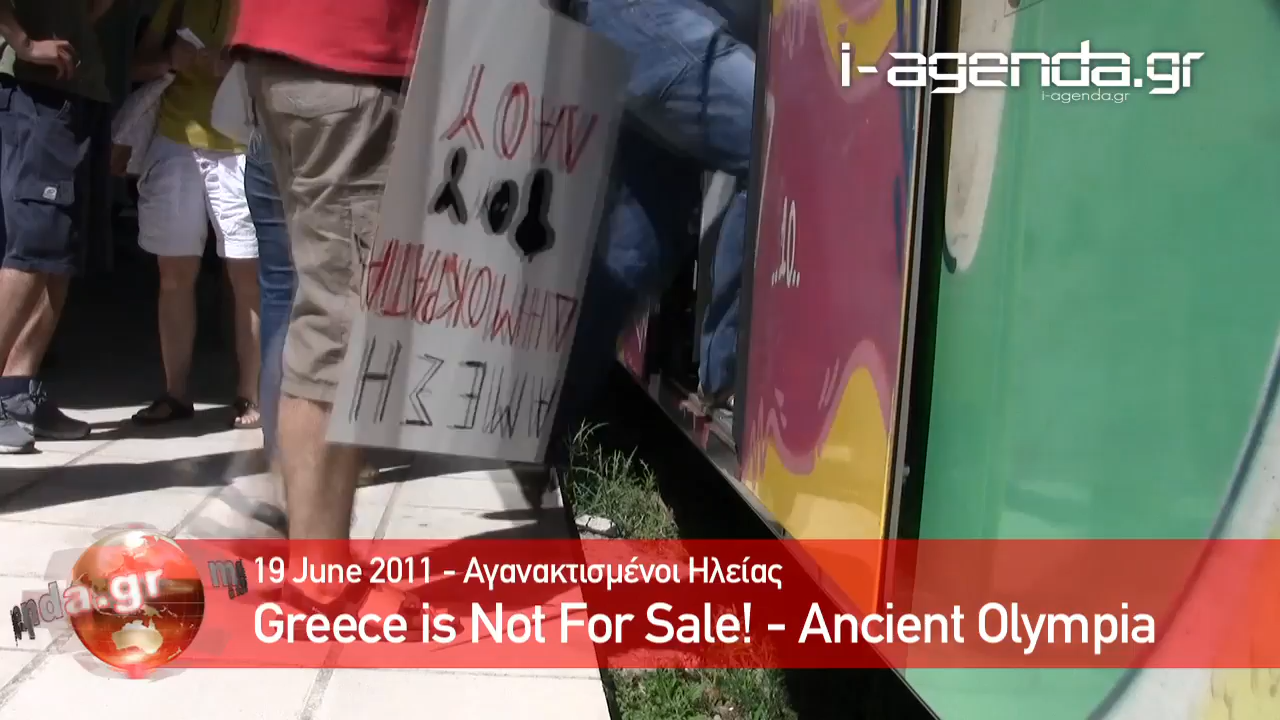 i-agenda.gr
i-agenda.gr
ΑΜΕΣΗ
ΔΗΜΟΚΡΑΤΙΑ
ΤΟΥ
ΛΑΟΥ
..10..
19 June 2011 - Αγανακτισμένοι Ηλείας
Greece is Not For Sale! - Ancient Olympia